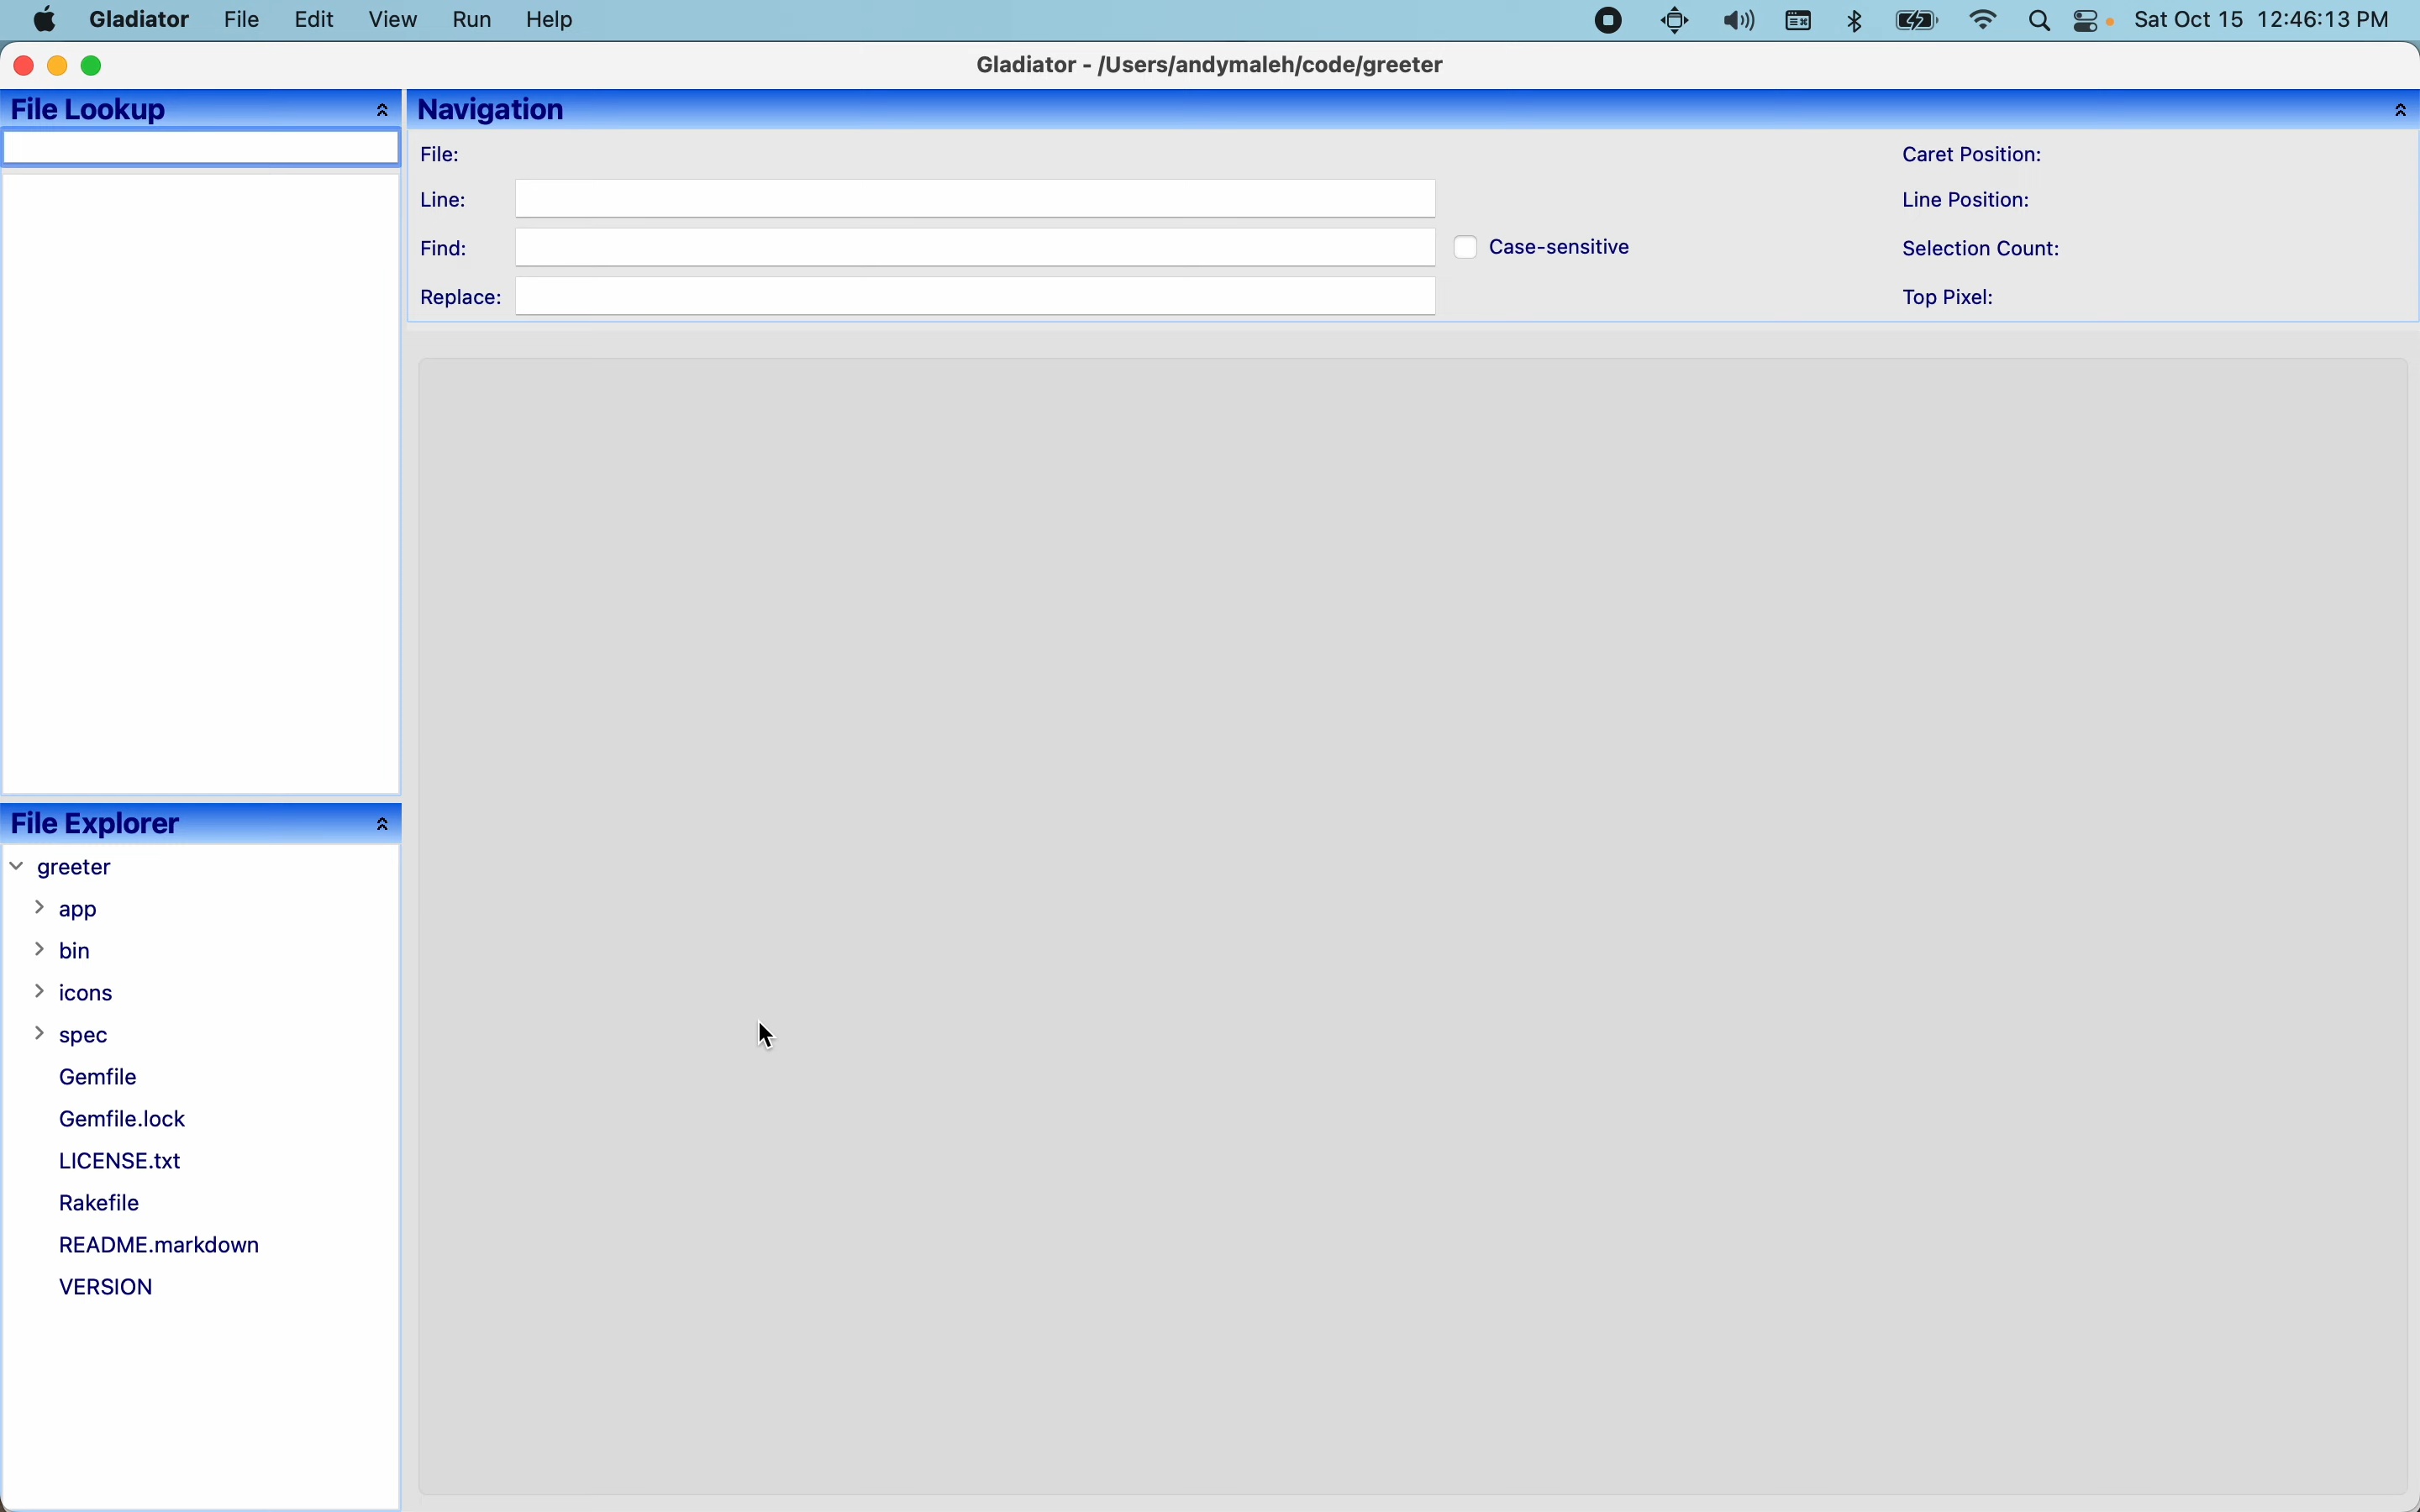 Gladiator File Edit View Run Help Sat Oct 15 12:46:13 PM
Gladiator - /Users/andymaleh/code/greeter
File Lookup
Navigation
File:
Caret Position:
Line:
Line Position:
Find:
Case-sensitive
Selection Count:
Replace:
Top Pixel:
File Explorer
greeter
app
bin
icons
spec
Gemfile
Gemfile.lock
LICENSE.txt
Rakefile
README.markdown
VERSION